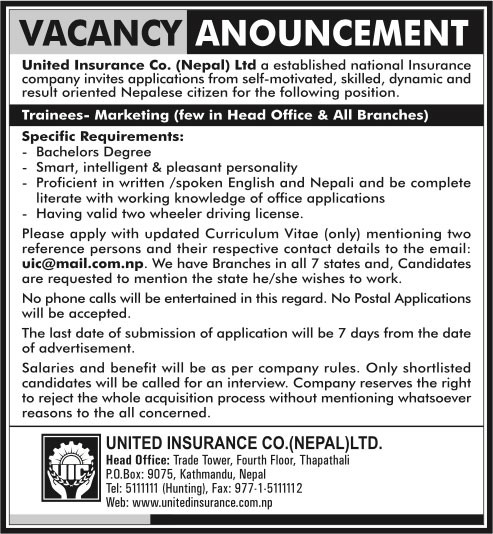 VACANCY ANOUNCEMENT
United Insurance Co. (Nepal) Ltd a established national Insurance
company invites applications from self-motivated, skilled, dynamic and
result oriented Nepalese citizen for the following position.
Trainees- Marketing (few in Head Office & All Branches)
Specific Requirements:
- Bachelors Degree
- Smart, intelligent & pleasant personality
- Proficient in written /spoken English and Nepali and be complete
literate with working knowledge of office applications
- Having valid two wheeler driving license.
Please apply with updated Curriculum Vitae (only) mentioning two
reference persons and their respective contact details to the email:
uic@mail.com.np. We have Branches in all 7 states and, Candidates
are requested to mention the state he/she wishes to work.
No phone calls will be entertained in this regard. No Postal Applications
will be accepted.
The last date of submission of application will be 7 days from the date
of advertisement.
Salaries and benefit will be as per company rules. Only shortlisted
candidates will be called for an interview. Company reserves the right
to reject the whole acquisition process without mentioning whatsoever
reasons to the all concerned.
UIC
UNITED INSURANCE CO.(NEPAL)LTD.
Head Office: Trade Tower, Fourth Floor, Thapathali
P.O.Box: 9075, Kathmandu, Nepal
Tel: 5111111 (Hunting), Fax: 977-1-5111112
Web: www.unitedinsurance.com.np